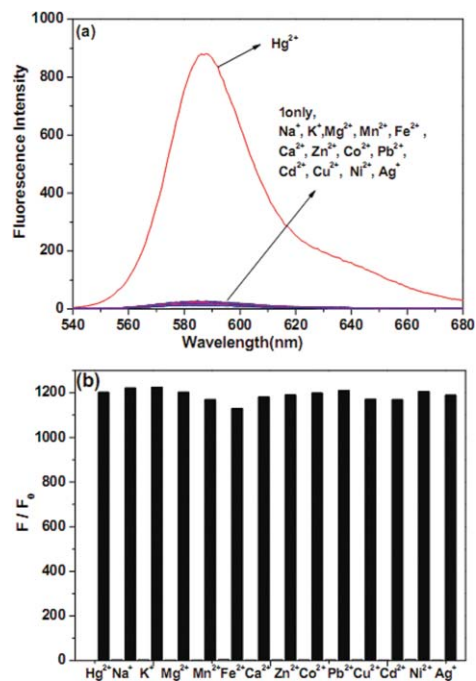 (a)
Hg²⁺
1only,
Na⁺, K⁺,Mg²⁺, Mn²⁺, Fe²⁺ ,
Ca²⁺, Zn²⁺, Co²⁺, Pb²⁺,
Cd²⁺, Cu²⁺, Ni²⁺, Ag⁺
Fluorescence Intensity
1000
800
600
400
200
0
540 560 580 600 620 640 660 680
Wavelength(nm)
(b)
F / F₀
1400
1200
1000
800
600
400
200
0
Hg²⁺ Na⁺ K⁺ Mg²⁺ Mn²⁺ Fe²⁺ Ca²⁺ Zn²⁺ Co²⁺ Pb²⁺ Cu²⁺ Cd²⁺ Ni²⁺ Ag⁺